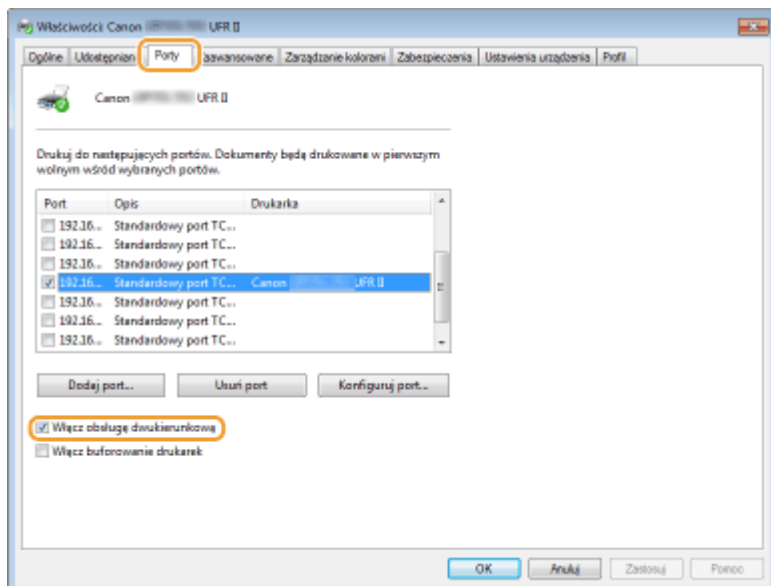 Właściwości: Canon UFR II
Ogólne Udostępnian Porty aawansowane Zarządzanie kolorami Zabezpieczenia Ustawienia urządzenia Profil
Canon UFR II
Drukuj do następujących portów. Dokumenty będą drukowane w pierwszym
wolnym wśród wybranych portów.
Port Opis Drukarka
192.16... Standardowy port TC...
192.16... Standardowy port TC...
192.16... Standardowy port TC...
192.16... Standardowy port TC... Canon UFR II
192.16... Standardowy port TC...
192.16... Standardowy port TC...
192.16... Standardowy port TC...
Dodaj port... Usuń port Konfiguruj port...
Włącz obsługę dwukierunkową
Włącz buforowanie drukarek
OK Anuluj Zastosuj Pomoc